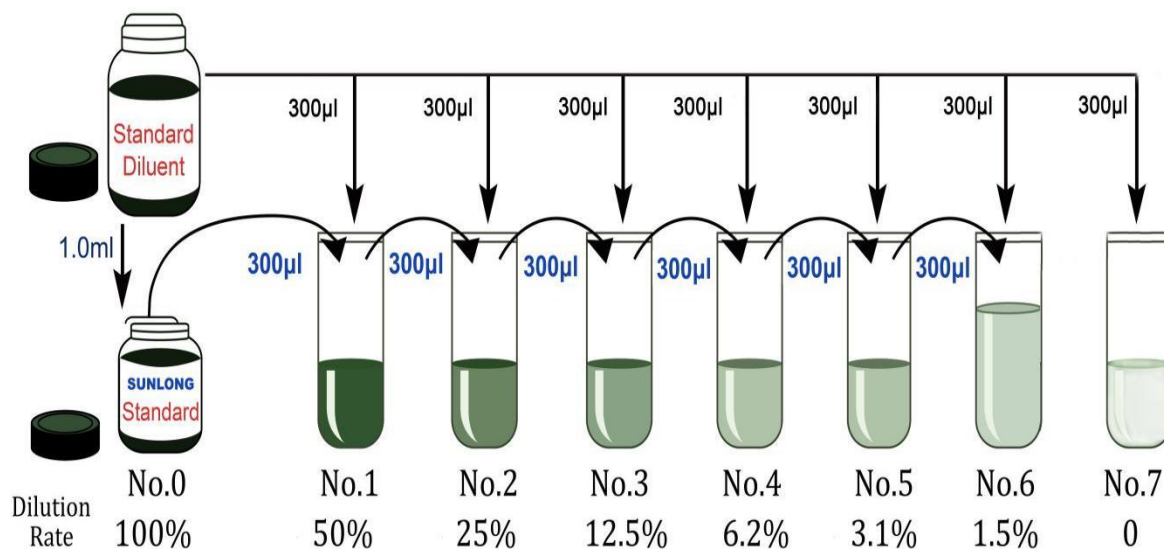 300µl 300µl 300µl 300µl 300µl 300µl 300µl
Standard
Diluent
1.0ml
300µl 300µl 300µl 300µl 300µl 300µl
SUNLONG
Standard
No.0 No.1 No.2 No.3 No.4 No.5 No.6 No.7
Dilution
Rate 100% 50% 25% 12.5% 6.2% 3.1% 1.5% 0